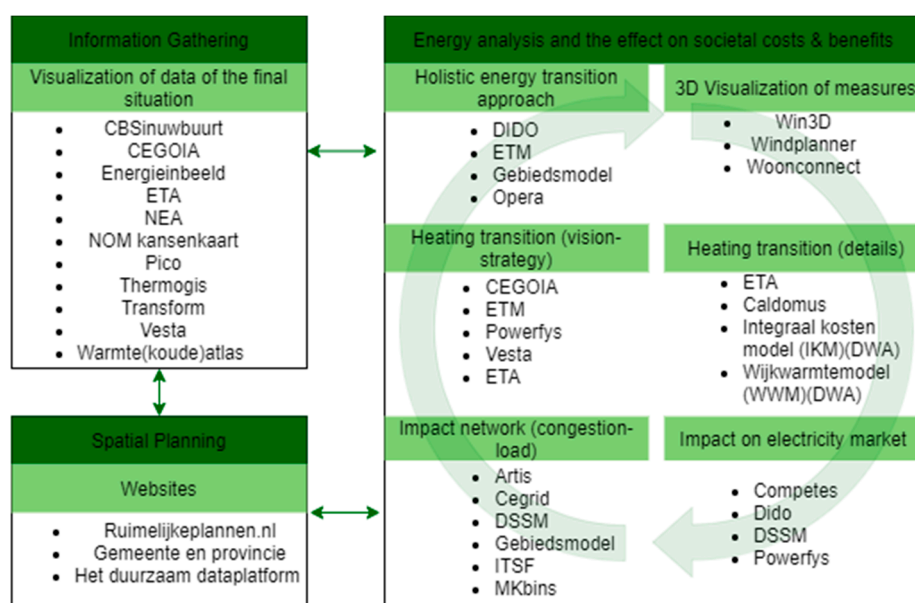 Information Gathering
Visualization of data of the final
situation
• CBSinuwbuurt
• CEGOIA
• Energieinbeeld
• ETA
• NEA
• NOM kansenkaart
• Pico
• Thermogis
• Transform
• Vesta
• Warmte(koude)atlas
Spatial Planning
Websites
• Ruimelijkeplannen.nl
• Gemeente en provincie
• Het duurzaam dataplatform
Energy analysis and the effect on societal costs & benefits
Holistic energy transition
approach
• DIDO
• ETM
• Gebiedsmodel
• Opera
3D Visualization of measures
• Win3D
• Windplanner
• Woonconnect
Heating transition (vision-
strategy)
• CEGOIA
• ETM
• Powerfys
• Vesta
• ETA
Heating transition (details)
• ETA
• Caldomus
• Integraal kosten
model (IKM)(DWA)
• Wijkwarmtemodel
(WWM)(DWA)
Impact network (congestion-
load)
• Artis
• Cegrid
• DSSM
• Gebiedsmodel
• ITSF
• MKbins
Impact on electricity market
• Competes
• Dido
• DSSM
• Powerfys